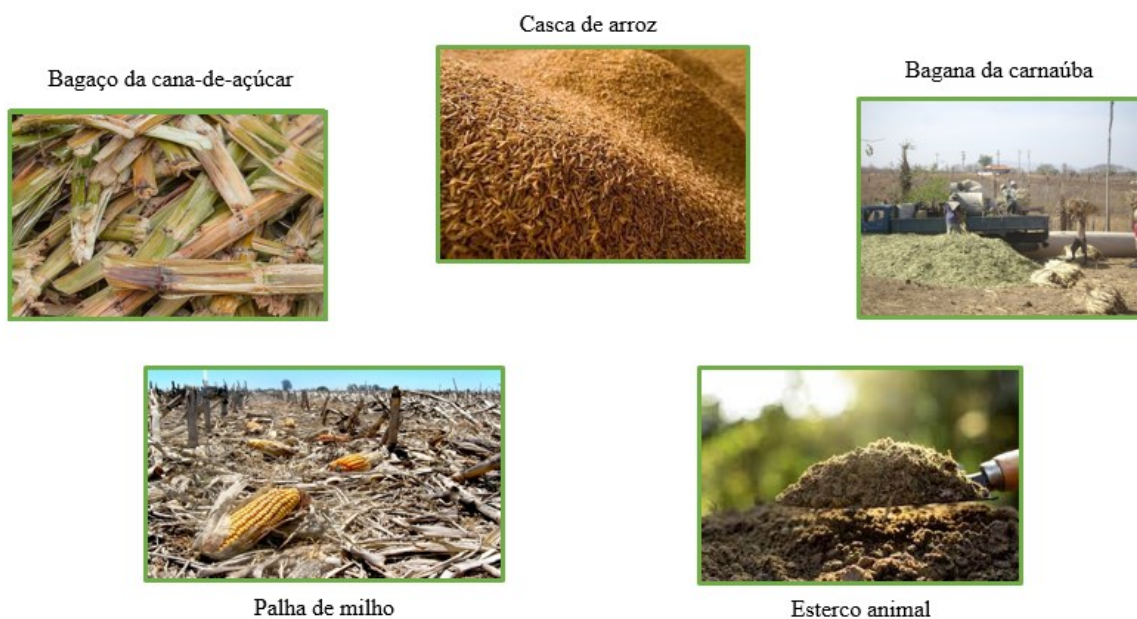 Casca de arroz
Bagaço da cana-de-açúcar
Bagana da carnaúba
Palha de milho
Esterco animal